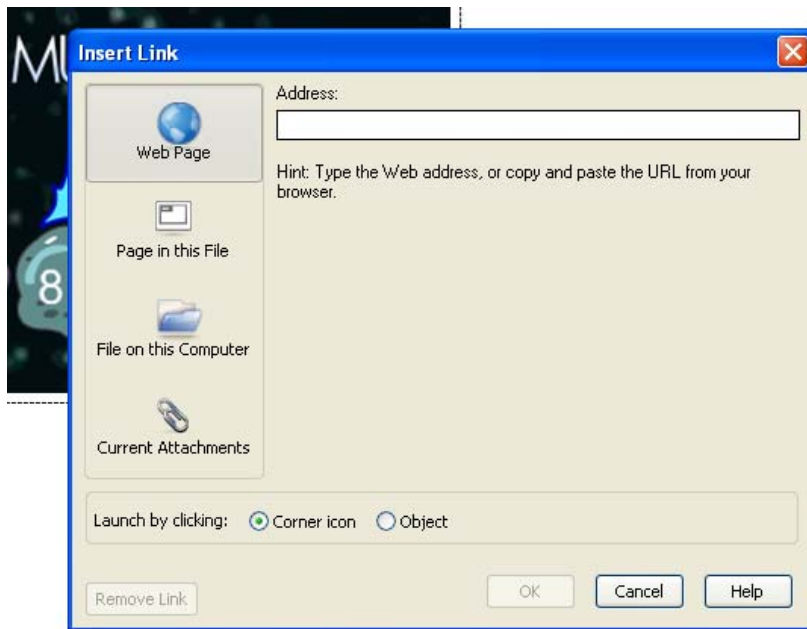 MU
Insert Link
Address:
Web Page
Hint: Type the Web address, or copy and paste the URL from your
browser.
Page in this File
8
File on this Computer
Current Attachments
Launch by clicking: Corner icon Object
Remove Link OK Cancel Help